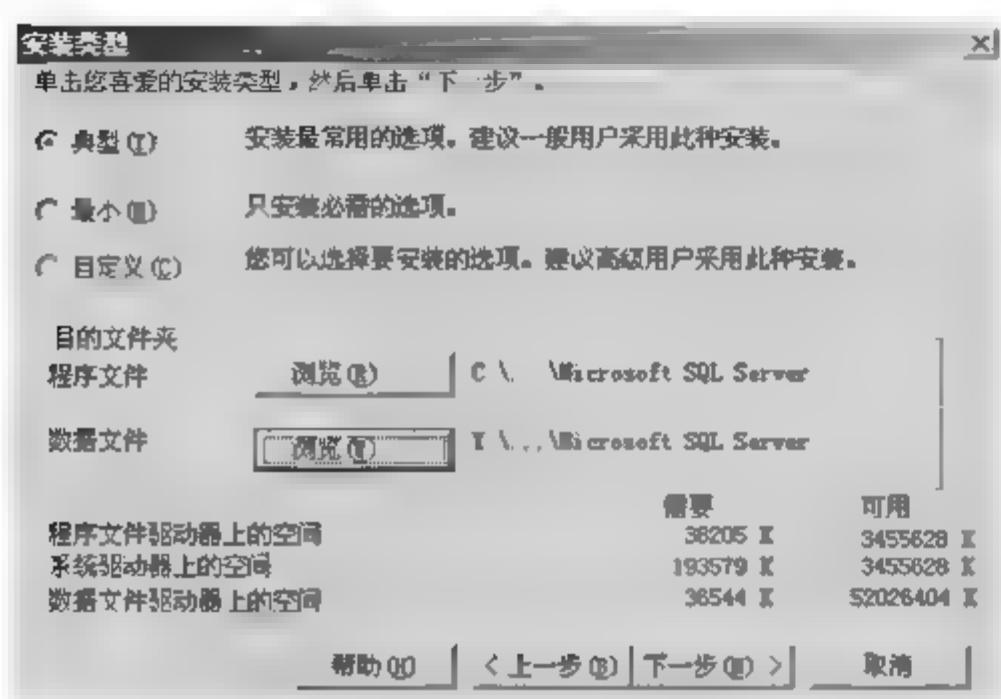 安装类型
单击您喜爱的安装类型，然后单击“下一步”。
典型(T) 安装最常用的选项。建议一般用户采用此种安装。
最小(M) 只安装必需的选项。
自定义(C) 您可以选择要安装的选项。建议高级用户采用此种安装。
目的文件夹
程序文件 浏览(R) C \. \Microsoft SQL Server
数据文件 浏览 \...\Microsoft SQL Server
需要 可用
程序文件驱动器上的空间 38205 K 3455628 K
系统驱动器上的空间 193579 K 3455628 K
数据文件驱动器上的空间 36544 K 52026404 K
帮助(H) < 上一步(B) 下一步(N) > 取消